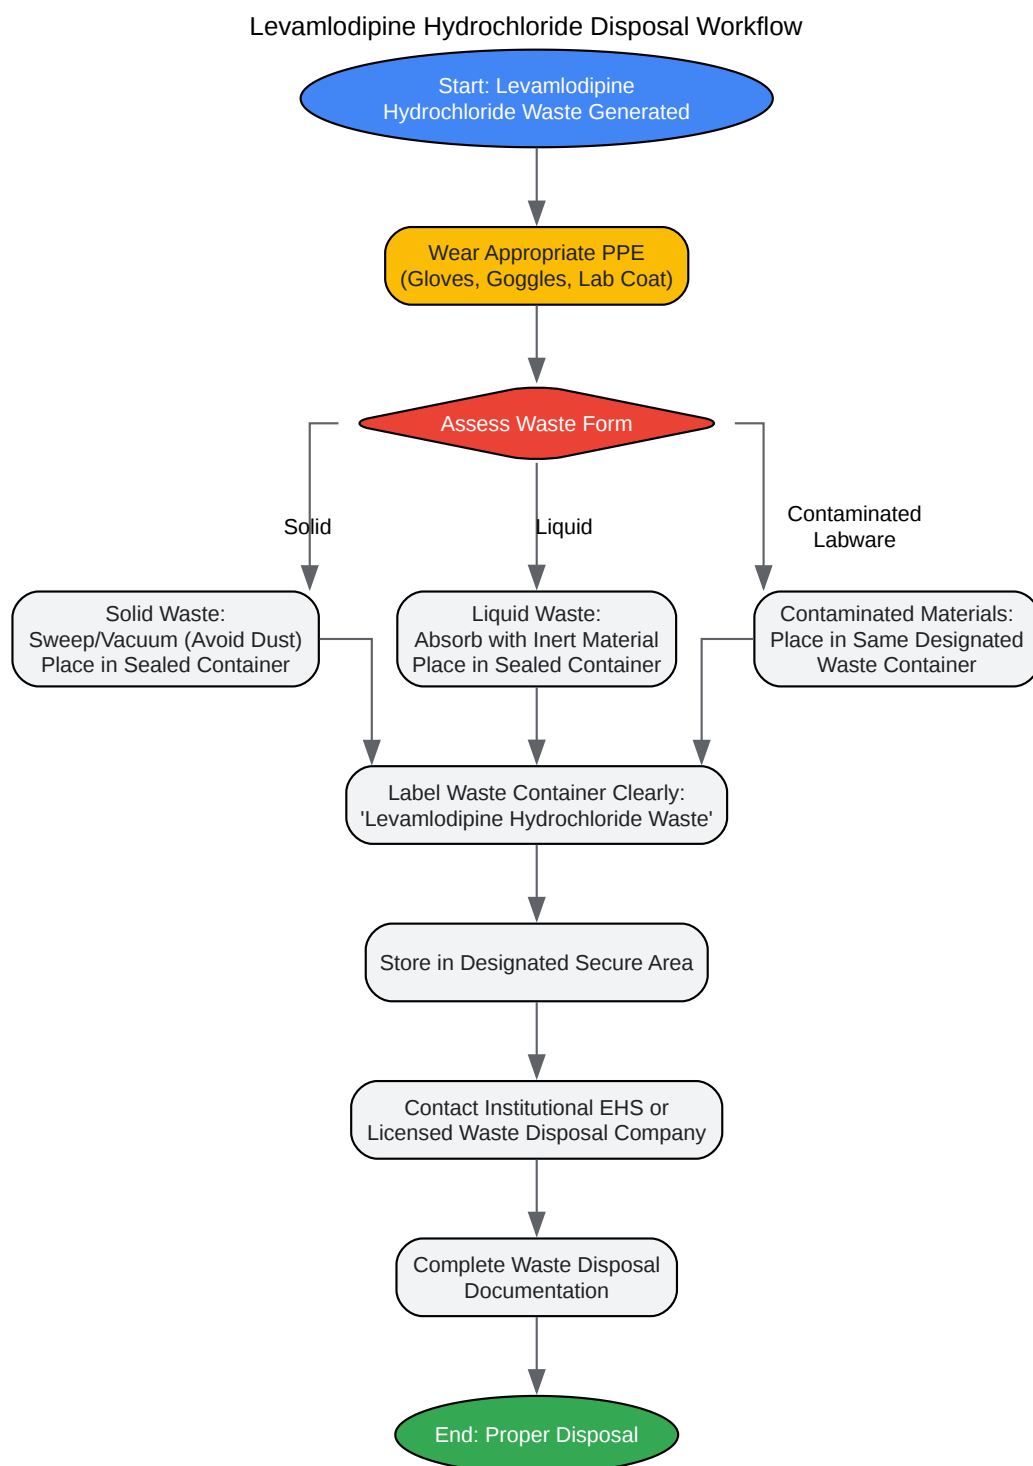 Levamlodipine Hydrochloride Disposal Workflow
Start: Levamlodipine
Hydrochloride Waste Generated
Wear Appropriate PPE
(Gloves, Goggles, Lab Coat)
Assess Waste Form
Solid
Liquid
Contaminated
Labware
Solid Waste:
Sweep/Vacuum (Avoid Dust)
Place in Sealed Container
Liquid Waste:
Absorb with Inert Material
Place in Sealed Container
Contaminated Materials:
Place in Same Designated
Waste Container
Label Waste Container Clearly:
'Levamlodipine Hydrochloride Waste'
Store in Designated Secure Area
Contact Institutional EHS or
Licensed Waste Disposal Company
Complete Waste Disposal
Documentation
End: Proper Disposal